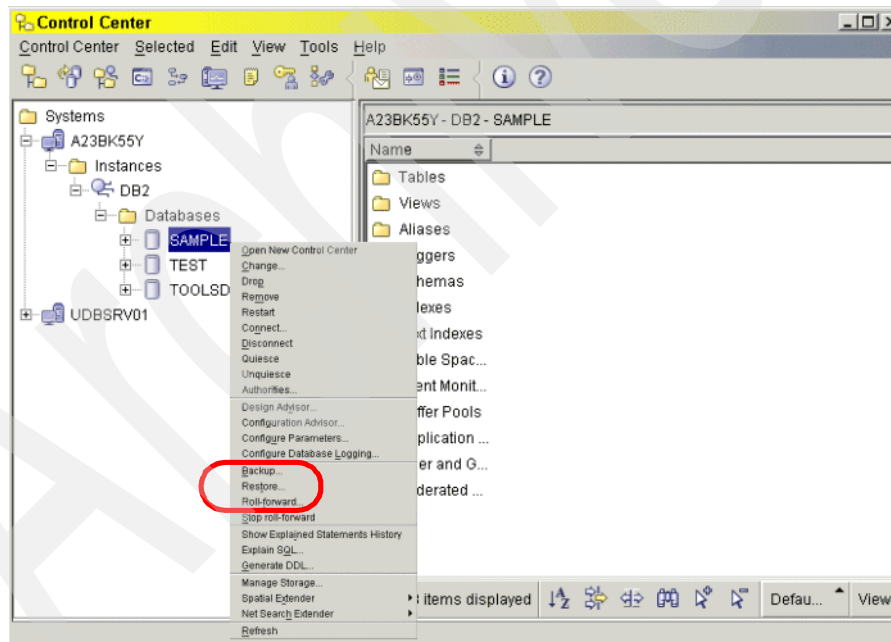 Control Center
Control Center Selected Edit View Tools Help
Systems
A23BK55Y
Instances
DB2
Databases
SAMPLE
TEST
TOOLSD
UDBSRV01
A23BK55Y - DB2 - SAMPLE
Name
Tables
Views
Aliases
ggers
hemas
lexes
xt Indexes
ble Spac...
ent Monit...
ffer Pools
plication ...
er and G...
derated ...
Open New Control Center
Change...
Drop
Remove
Restart
Connect...
Disconnect
Quiesce
Unquiesce
Authorities...
Design Advisor...
Configuration Advisor...
Configure Parameters...
Configure Database Logging...
Backup...
Restore...
Roll-forward...
Stop roll-forward
Show Explained Statements History
Explain SQL...
Generate DDL...
Manage Storage...
Spatial Extender
Net Search Extender
Refresh
items displayed
Defau...
View